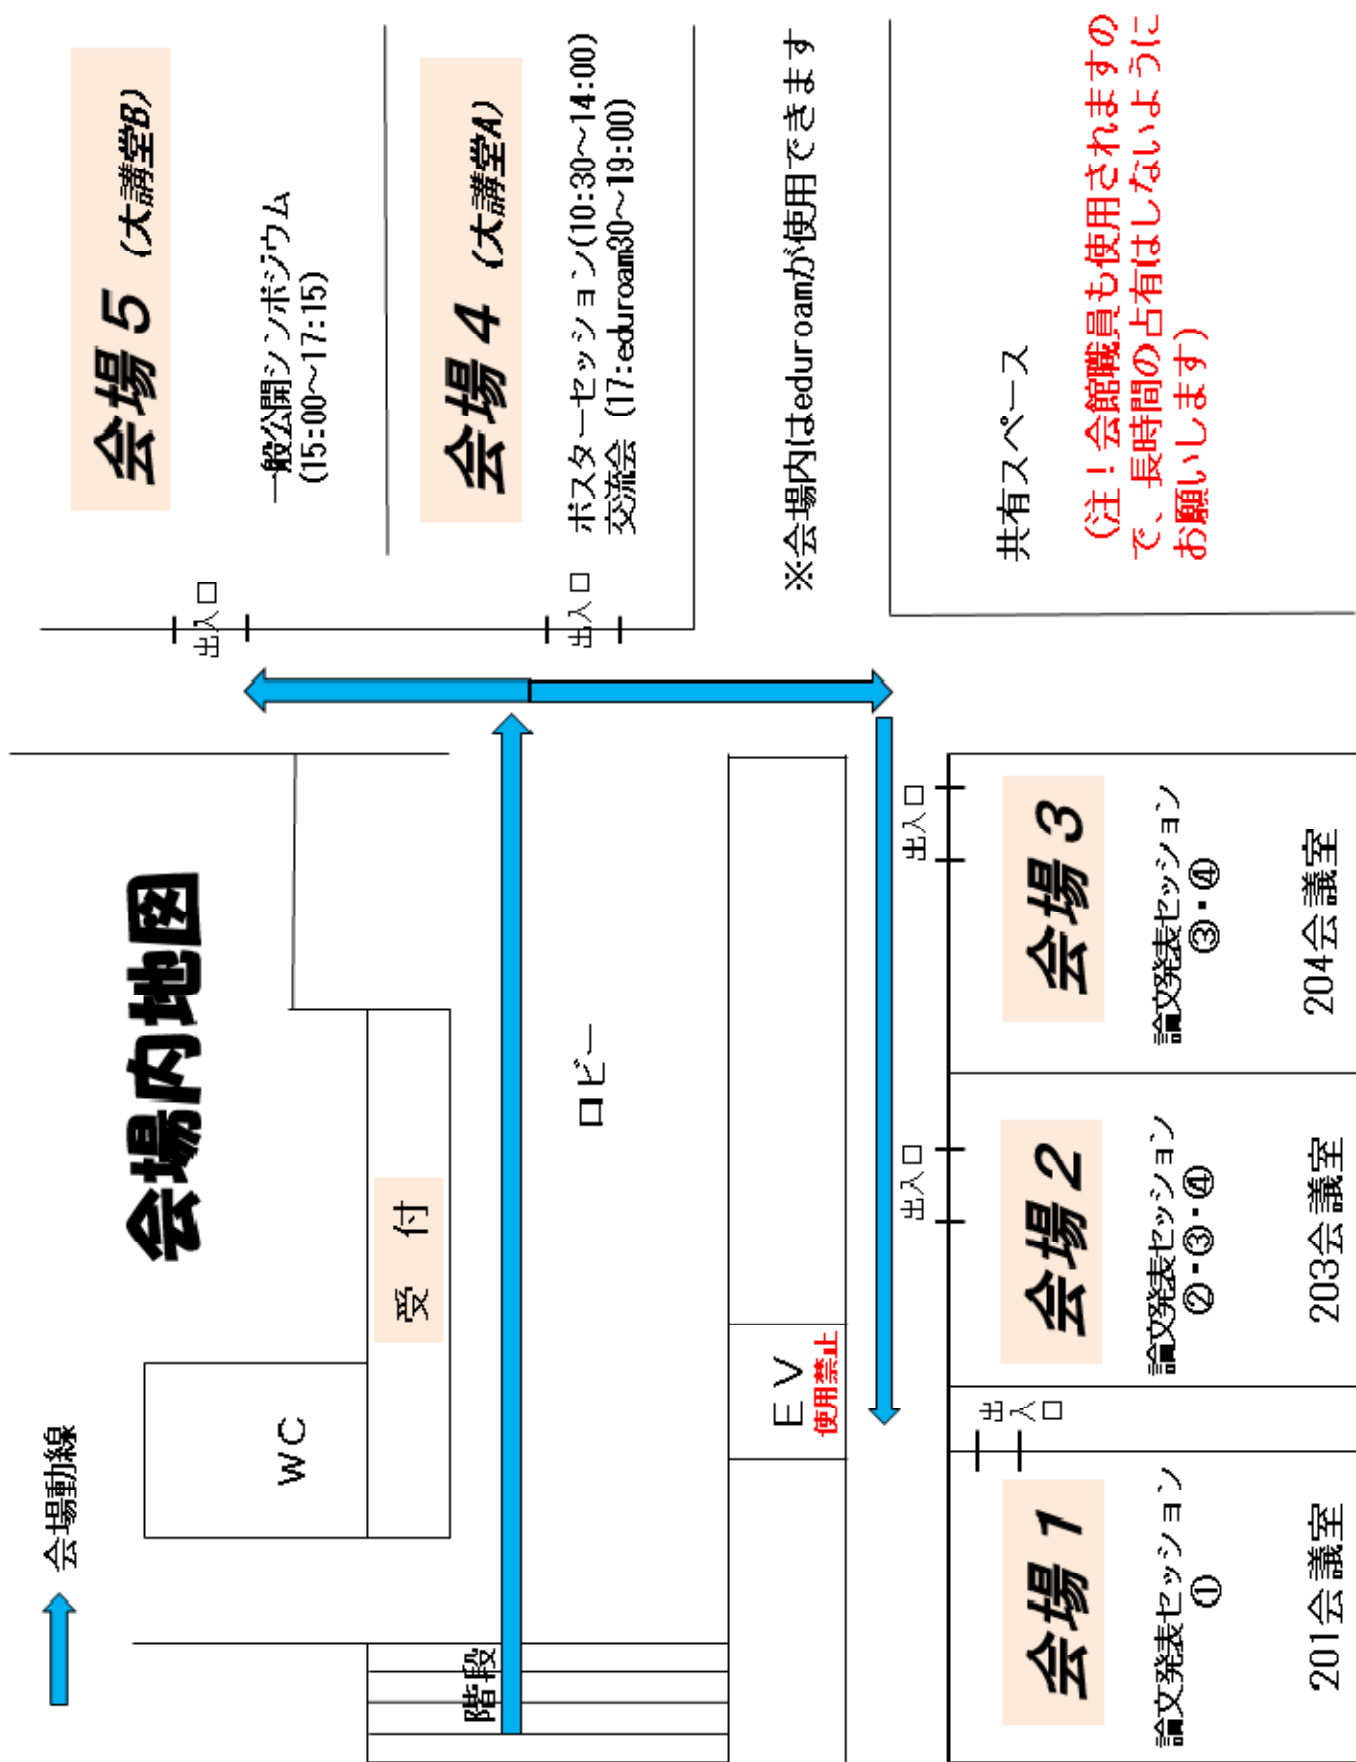 会場動線
会場内地図
WC
受 付
階段
ロビー
EV
使用禁止
会場５ (大講堂B)
一般公開シンポジウム
(15:00～17:15)
出入口
会場４ (大講堂A)
ポスターセッション(10:30～14:00)
交流会 (17:eduroam30～19:00)
出入口
※会場内はeduroamが使用できます
共有スペース
(注！会館職員も使用されますの
で、長時間の占有はしないように
お願いします)
出入口
会場１
論文発表セッション
①
201会議室
出入口
会場２
論文発表セッション
②・③・④
203会議室
出入口
会場３
論文発表セッション
③・④
204会議室